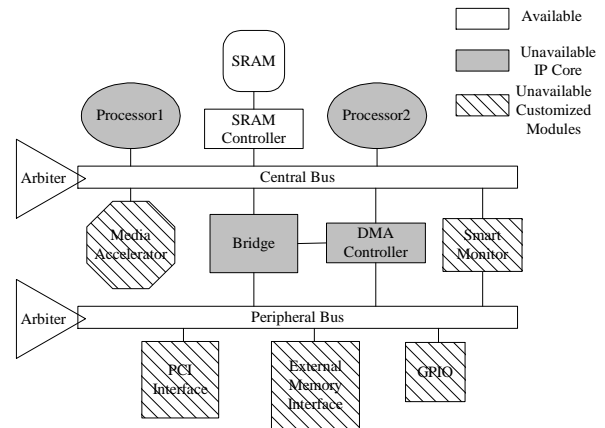 Available
Unavailable
IP Core
Unavailable
Customized
Modules
SRAM
Processor1
SRAM
Controller
Processor2
Arbiter
Central Bus
Media
Accelerator
Bridge
DMA
Controller
Smart
Monitor
Arbiter
Peripheral Bus
PCI
Interface
External
Memory
Interface
GPIO